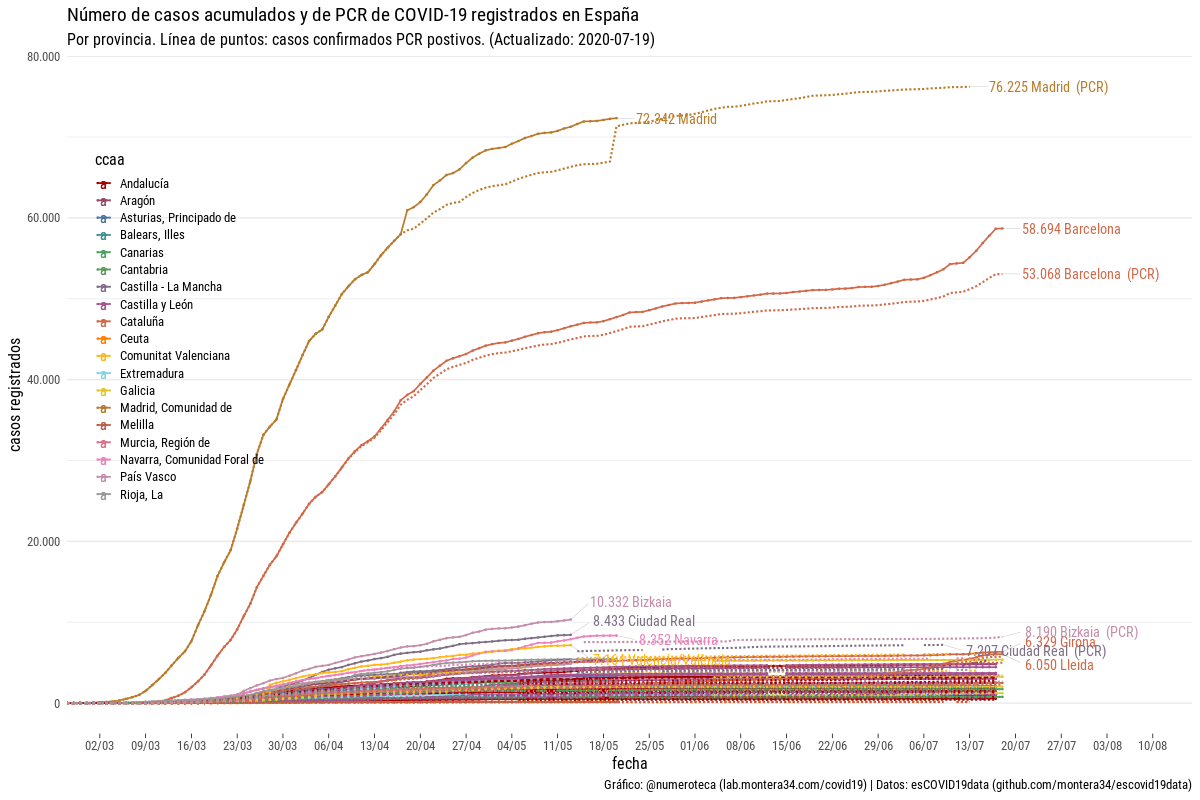 Número de casos acumulados y de PCR de COVID-19 registrados en España
Por provincia. Línea de puntos: casos confirmados PCR postivos. (Actualizado: 2020-07-19)
80.000
76.225 Madrid (PCR)
72.342 Madrid
ccaa
Andalucía
Aragón
Asturias, Principado de
Balears, Illes
Canarias
Cantabria
Castilla - La Mancha
Castilla y León
Cataluña
Ceuta
Comunitat Valenciana
Extremadura
Galicia
Madrid, Comunidad de
Melilla
Murcia, Región de
Navarra, Comunidad Foral de
País Vasco
Rioja, La
60.000
58.694 Barcelona
53.068 Barcelona (PCR)
casos registrados
40.000
20.000
10.332 Bizkaia
8.433 Ciudad Real
8.352 Navarra
8.190 Bizkaia (PCR)
6.329 Girona
7.207 Ciudad Real (PCR)
6.050 Lleida
0
02/03 09/03 16/03 23/03 30/03 06/04 13/04 20/04 27/04 04/05 11/05 18/05 25/05 01/06 08/06 15/06 22/06 29/06 06/07 13/07 20/07 27/07 03/08 10/08
fecha
Gráfico: @numeroteca (lab.montera34.com/covid19) | Datos: esCOVID19data (github.com/montera34/escovid19data)